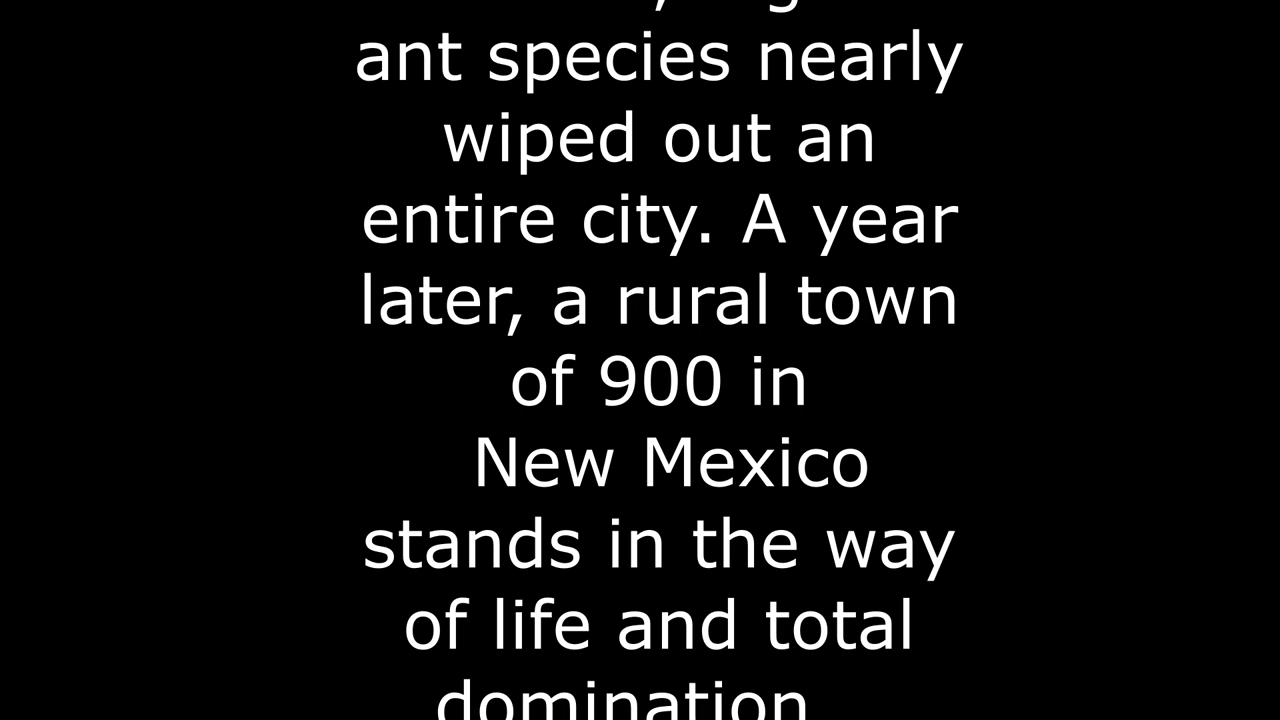 ant species nearly
wiped out an
entire city. A year
later, a rural town
of 900 in
New Mexico
stands in the way
of life and total
domination